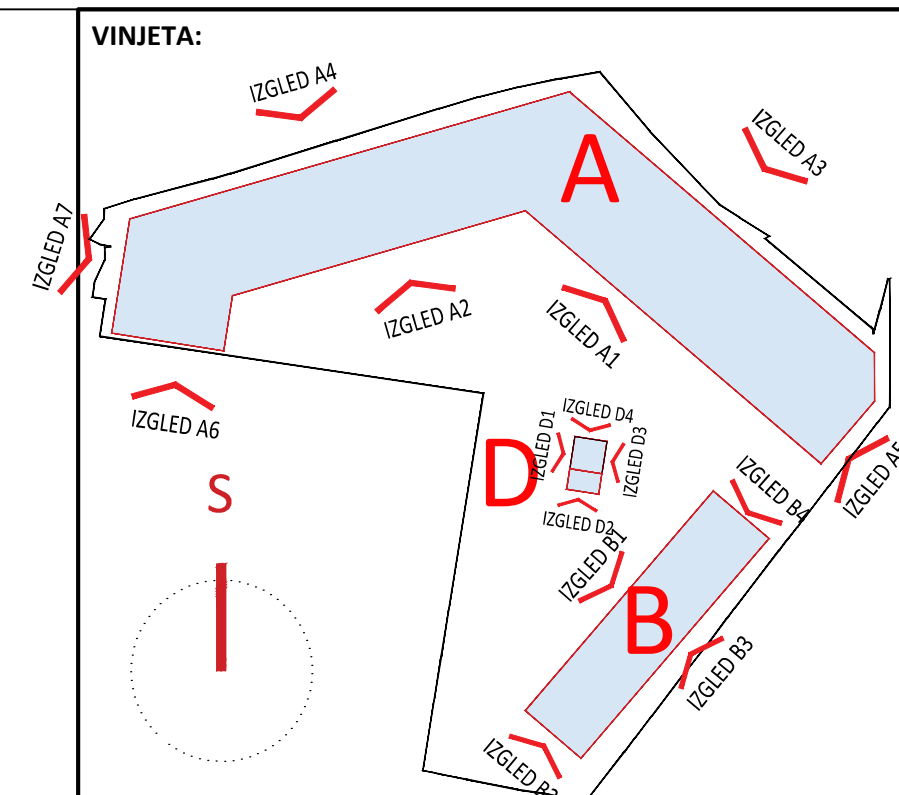 VINJETA:
IZGLED A4
IZGLED A3
A
IZGLED A7
IZGLED A2
IZGLED A1
IZGLED A6
IZGLED D4
IZGLED D1
IZGLED D3
D
IZGLED A5
IZGLED B4
S
IZGLED D2
IZGLED B1
B
IZGLED B3
IZGLED B2